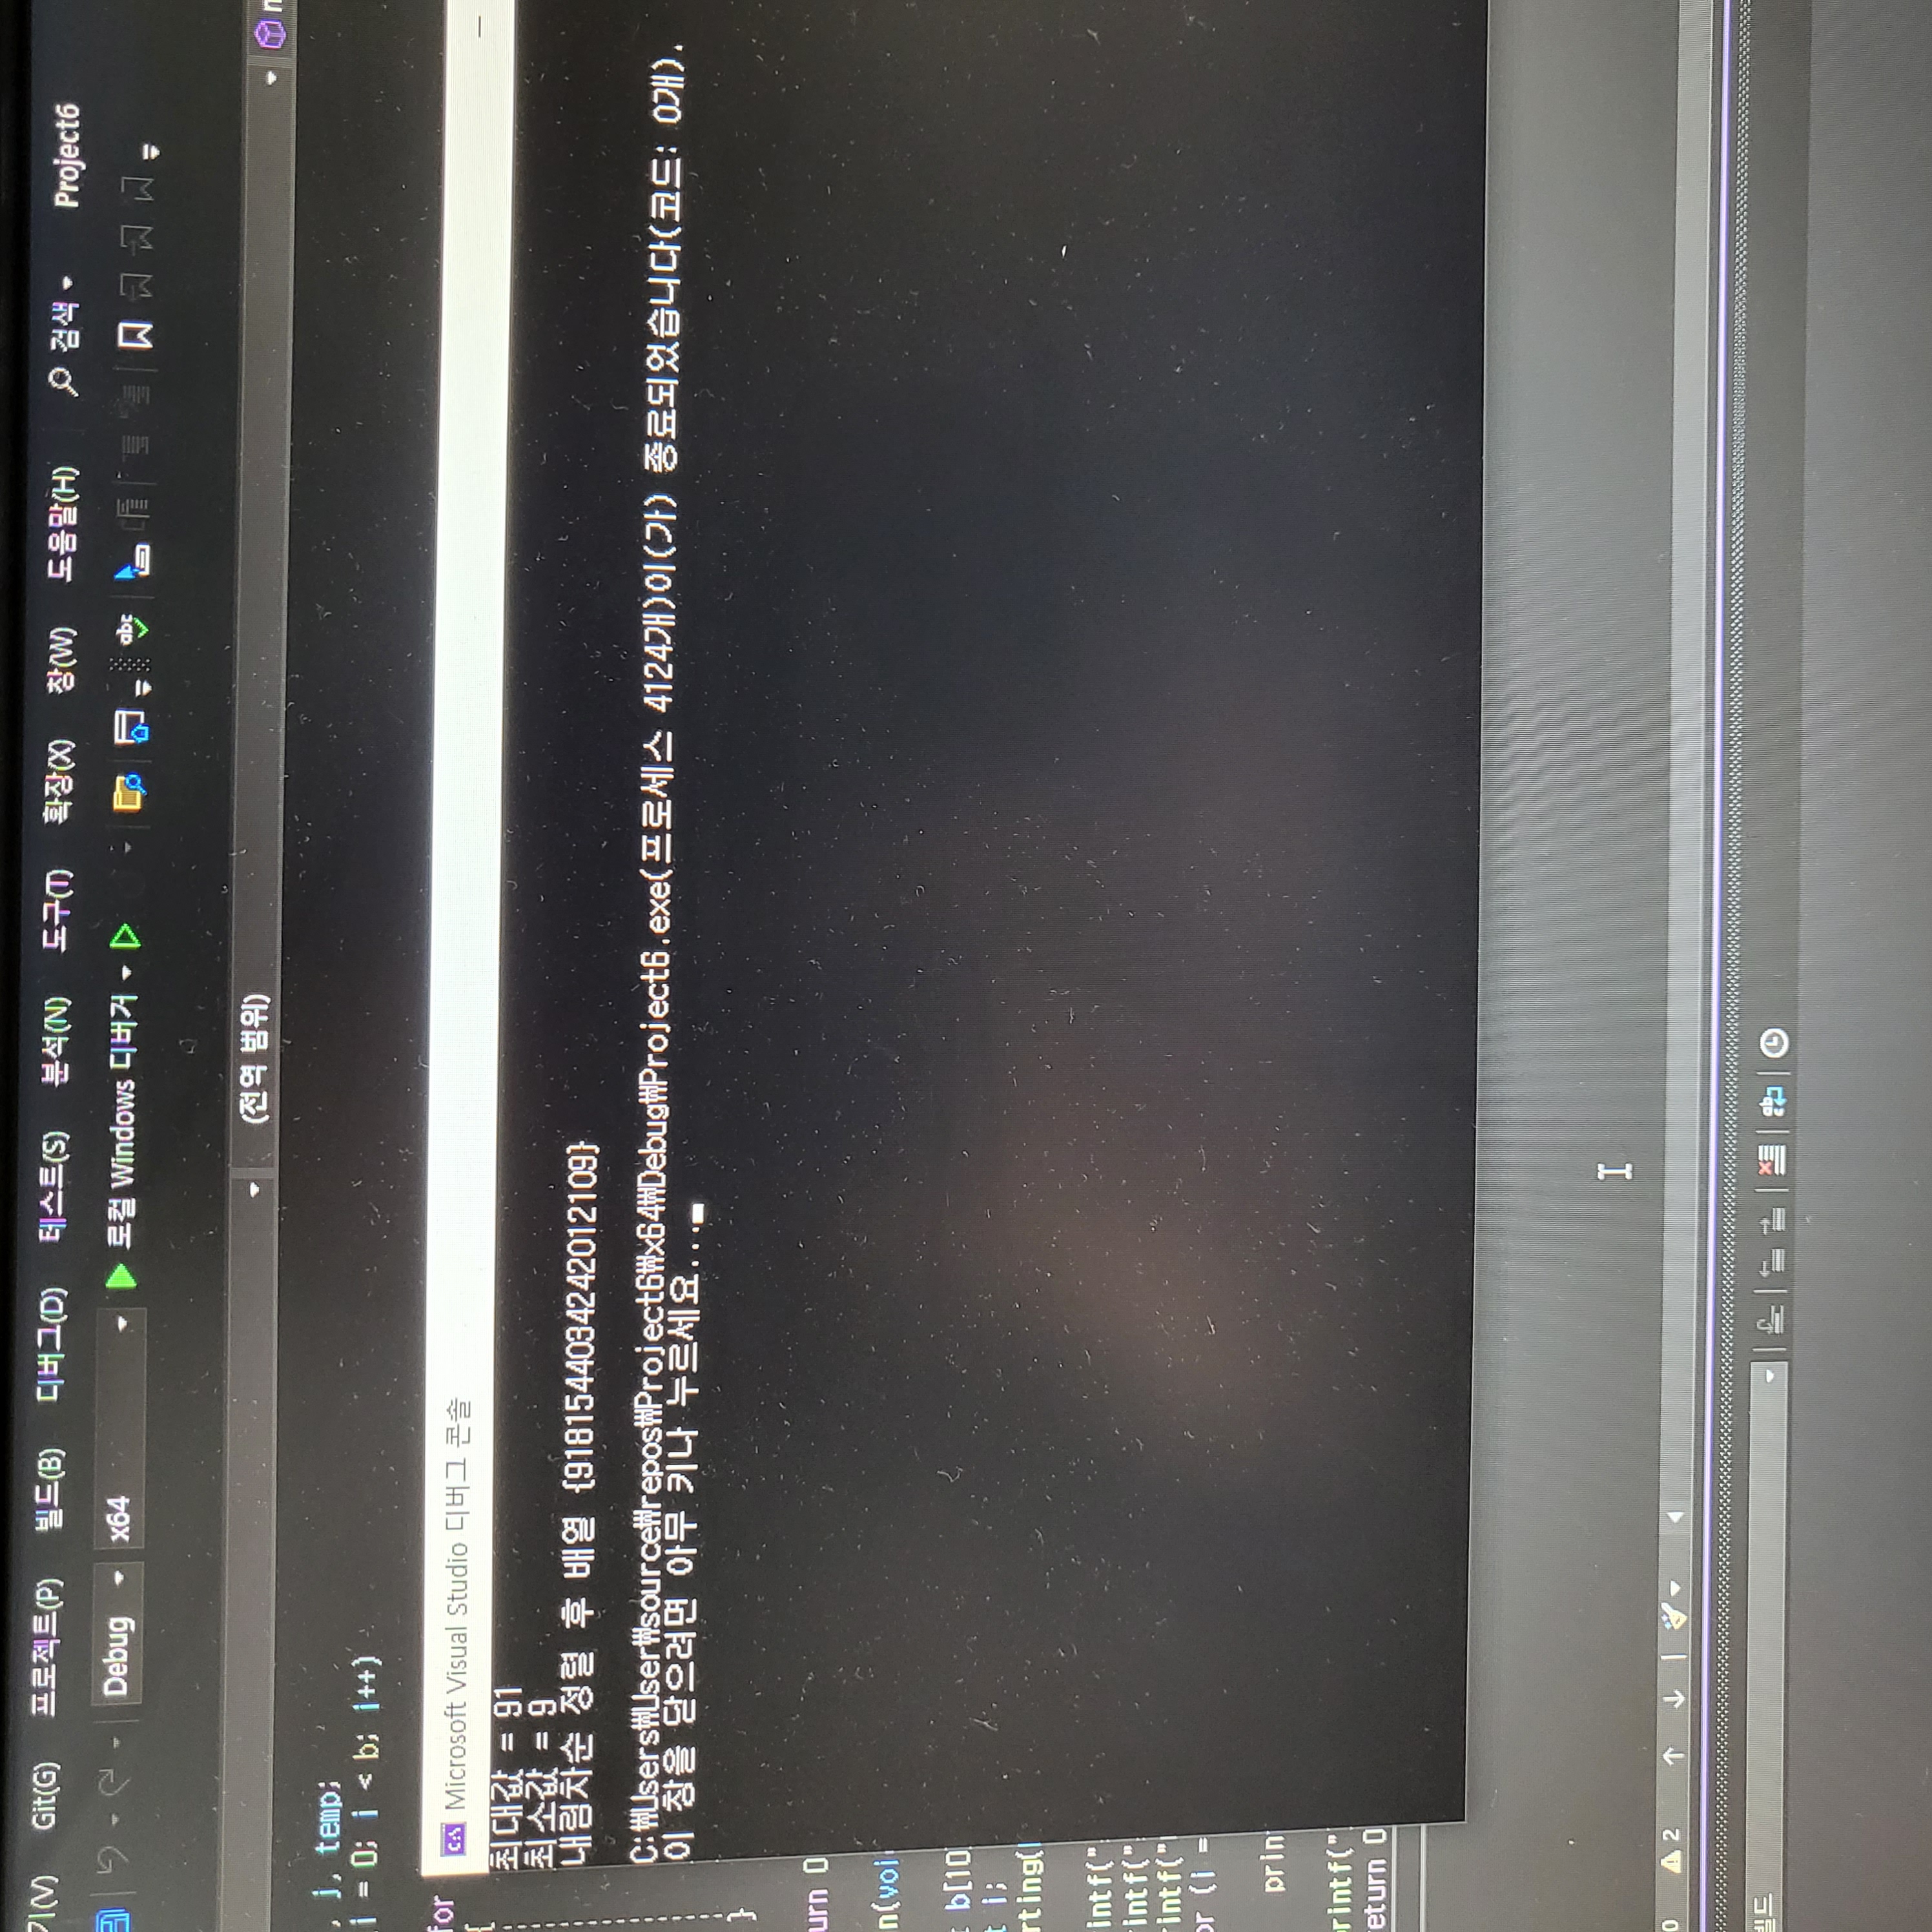 기(V) Git(G) 프로젝트(P) 빌드(B) 디버그(D) 테스트(S) 분석(N) 도구(T) 확장(X) 창(W) 도움말(H) 검색 Project6
Debug x64 로컬 Windows 디버거 abc
(전역 범위)
, j, temp;
i = 0; i < b; i++)
for
{
Microsoft Visual Studio 디버그 콘솔
최대값 = 91
최소값 = 9
내림차순 정렬 후 배열 {9181544034242012109}
C:₩Users₩User₩source₩repos₩Project6₩x64₩Debug₩Project6.exe(프로세스 4124개)이(가) 종료되었습니다(코드: 0개).
이 창을 닫으려면 아무 키나 누르세요...
}
urn 0
n(voi
t b[10
t i;
rting(
intf("
intf("
intf("
or (i =
prin
printf("
return 0
0 2
빌드